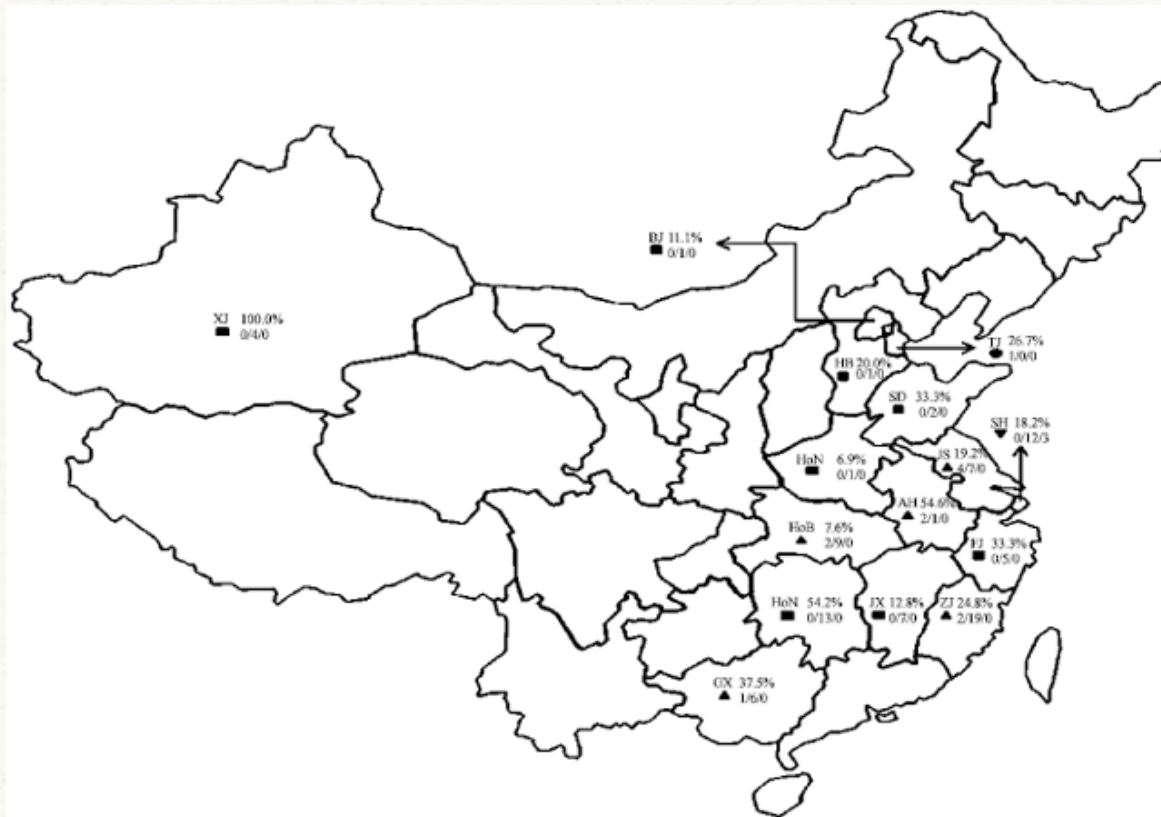 BJ 11.1%
0/1/0
XJ 100.0%
0/4/0
TJ 26.7%
1/0/0
HB 20.0%
0/1/0
SD 33.3%
0/2/0
SH 18.2%
0/12/3
JS 19.2%
4/7/0
HoN 6.9%
0/1/0
AH 54.6%
2/1/0
HoB 7.6%
2/9/0
FJ 33.3%
0/5/0
HoN 54.2%
0/13/0
JX 12.8%
0/7/0
ZJ 24.8%
2/19/0
GX 37.5%
1/6/0